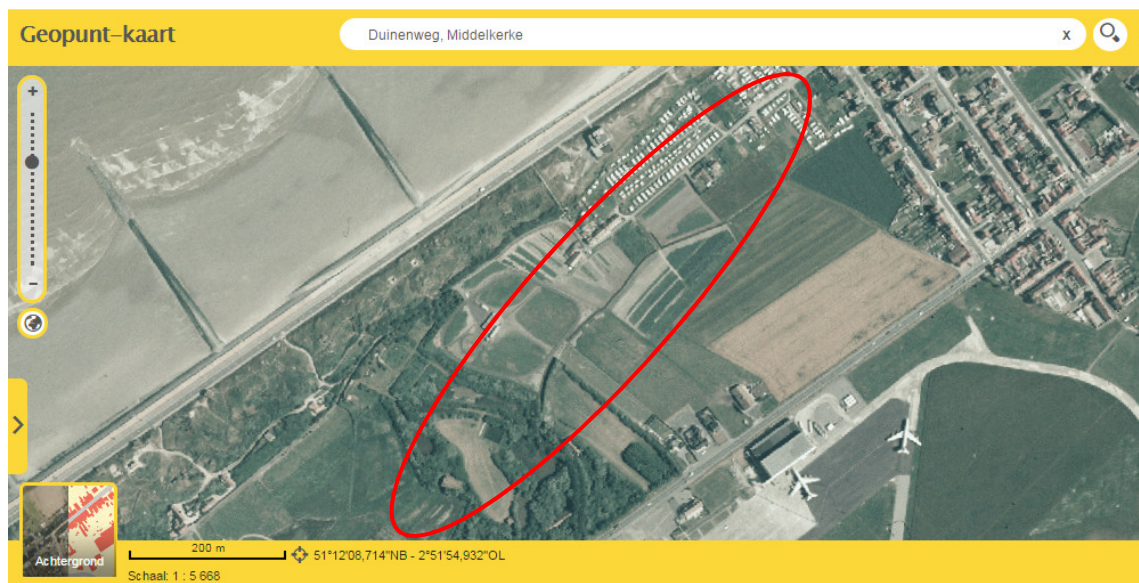 Geopunt-kaart
Duinenweg, Middelkerke
x
+
−
Achtergrond
200 m
51°12'08,714"NB - 2°51'54,932"OL
Schaal: 1 : 5 668